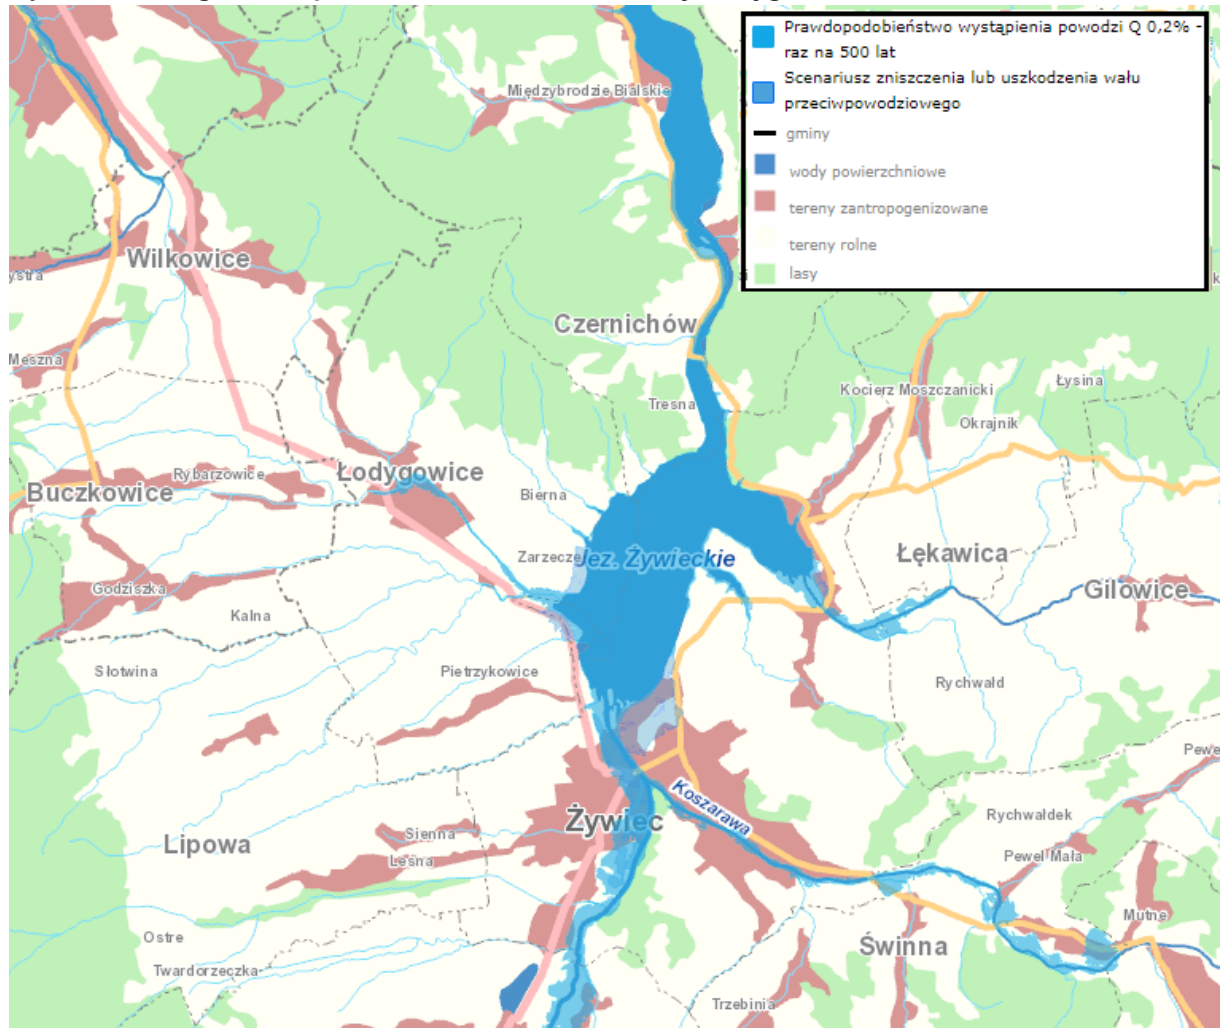 Prawdopodobieństwo wystąpienia powodzi Q 0,2% -
raz na 500 lat
Scenariusz zniszczenia lub uszkodzenia wału
przeciwpowodziowego
gminy
wody powierzchniowe
tereny zantropogenizowane
tereny rolne
lasy
Międzybrodzie Bialskie
Wilkowice
ystra
Czernichów
Meszna
Kocierz Moszczanicki
Łysina
Tresna
Okrajnik
Rybarzowice
Łodygowice
Buczkowice
Bierna
Zarzecze
Jez. Żywieckie
Łękawica
Godziszka
Gilowice
Kalna
Słotwina
Pietrzykowice
Rychwałd
Pewe
Koszarawa
Żywiec
Rychwałdek
Lipowa
Sienna
Leśna
Pewel Mała
Mutne
Ostre
Świnna
Twardorzeczka
Trzebinia